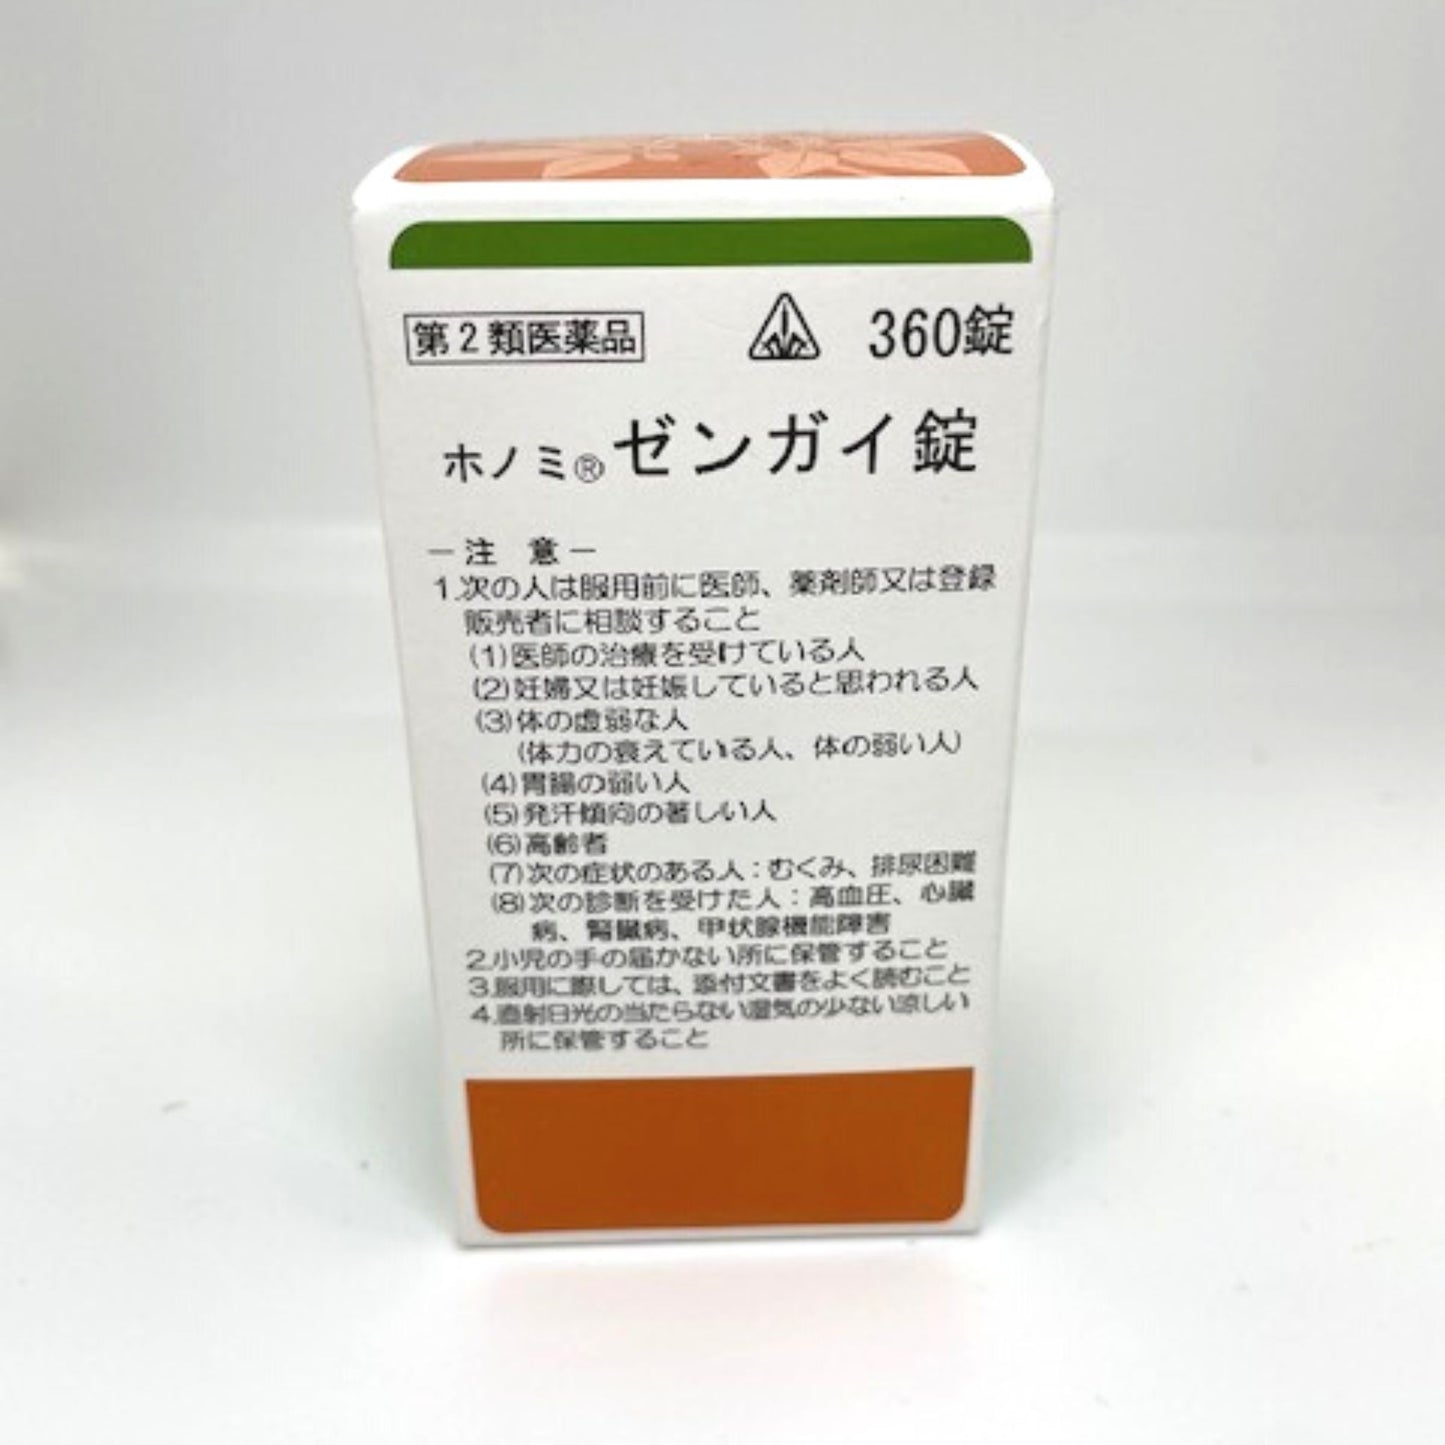 第2類医薬品 360錠
ホノミ®ゼンガイ錠
－注 意－
1.次の人は服用前に医師、薬剤師又は登録
販売者に相談すること
(1)医師の治療を受けている人
(2)妊婦又は妊娠していると思われる人
(3)体の虚弱な人
(体力の衰えている人、体の弱い人)
(4)胃腸の弱い人
(5)発汗傾向の著しい人
(6)高齢者
(7)次の症状のある人：むくみ、排尿困難
(8)次の診断を受けた人：高血圧、心臓
病、腎臓病、甲状腺機能障害
2.小児の手の届かない所に保管すること
3.服用に際しては、添付文書をよく読むこと
4.直射日光の当たらない湿気の少ない涼しい
所に保管すること